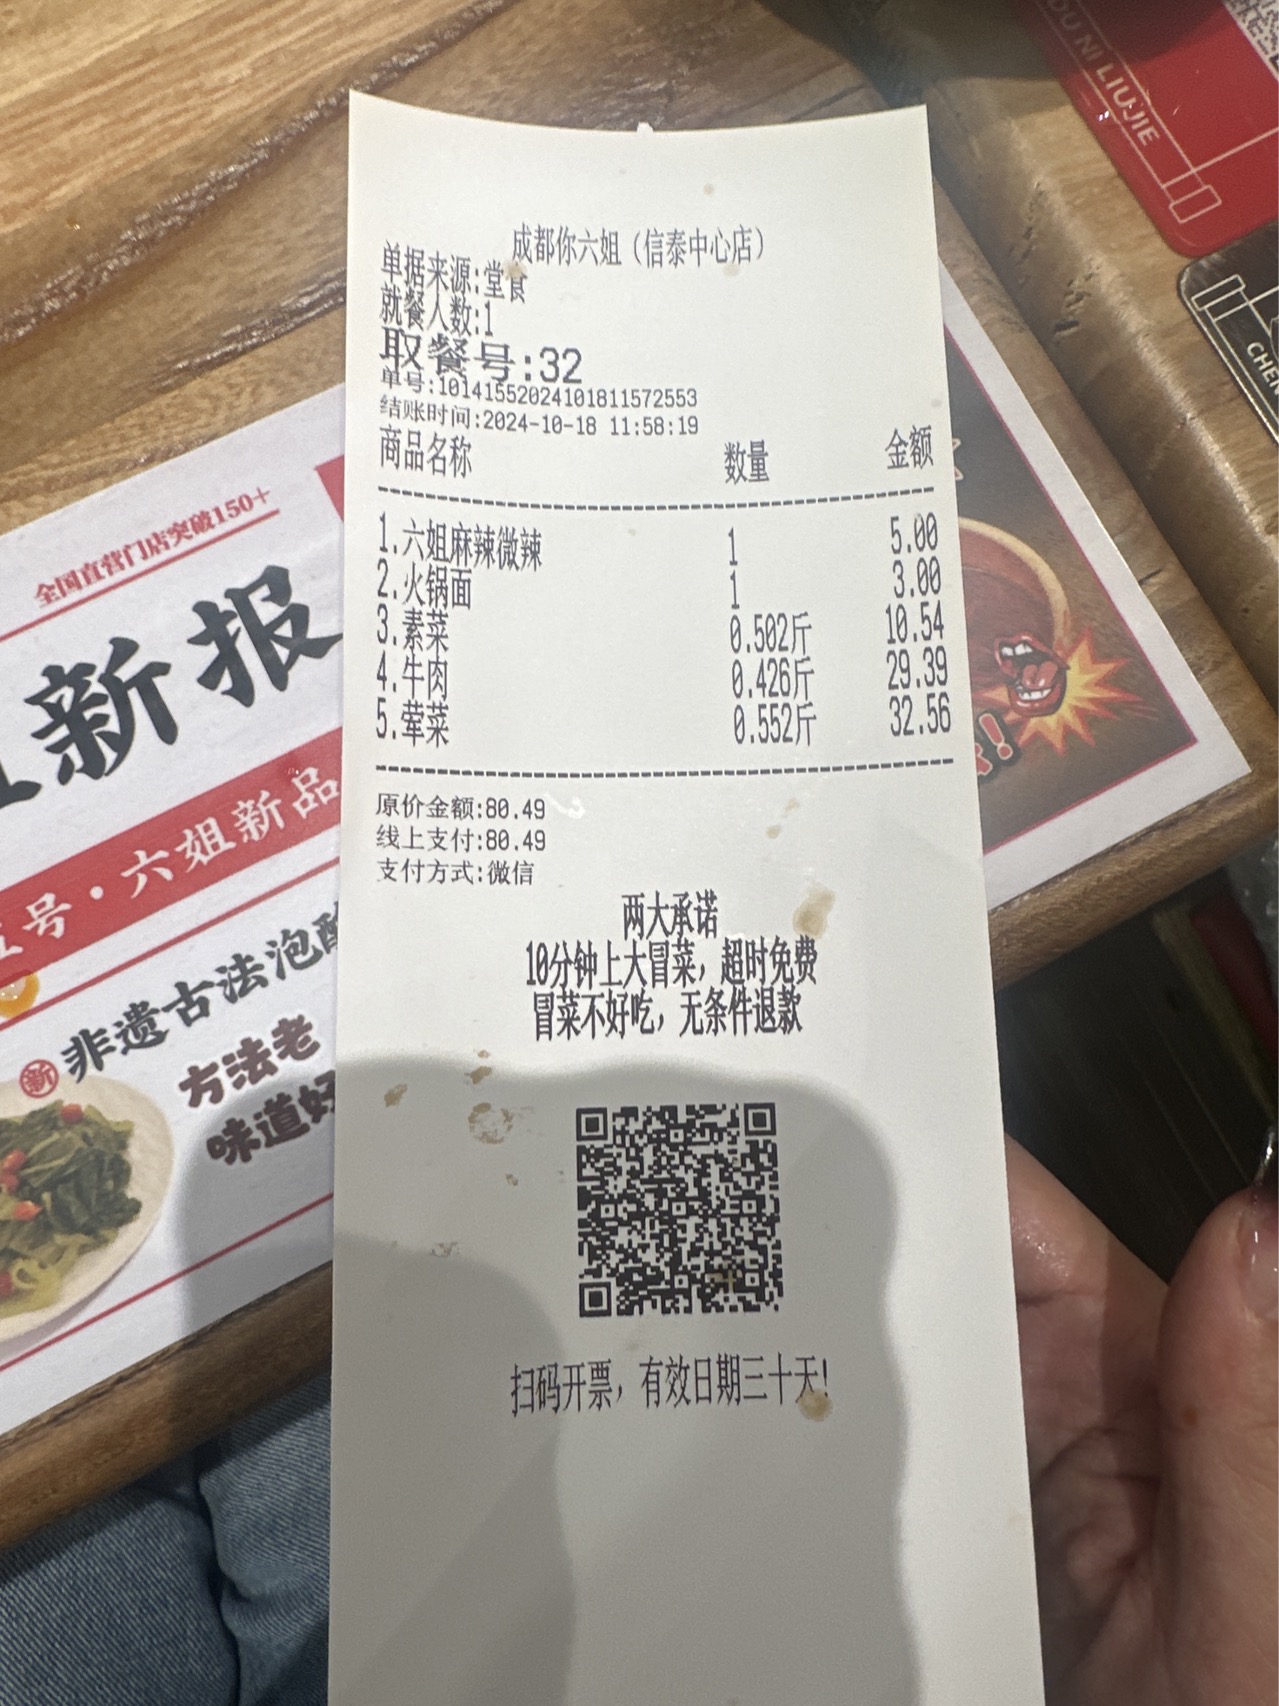 成都你六姐（信泰中心店）
单据来源:堂食
就餐人数:1
取餐号:32
单号:10141552024101811572553
结账时间:2024-10-18 11:58:19
商品名称 数量 金额
1.六姐麻辣微辣 1 5.00
2.火锅面 1 3.00
3.素菜 0.502斤 10.54
4.牛肉 0.426斤 29.39
5.荤菜 0.552斤 32.56
原价金额:80.49
线上支付:80.49
支付方式:微信
两大承诺
10分钟上大冒菜，超时免费
冒菜不好吃，无条件退款
扫码开票，有效日期三十天!
全国直营门店突破150+
新报
号·六姐新品
新
非遗古法泡
方法老
味道好
OU NI LIUJIE
CHE